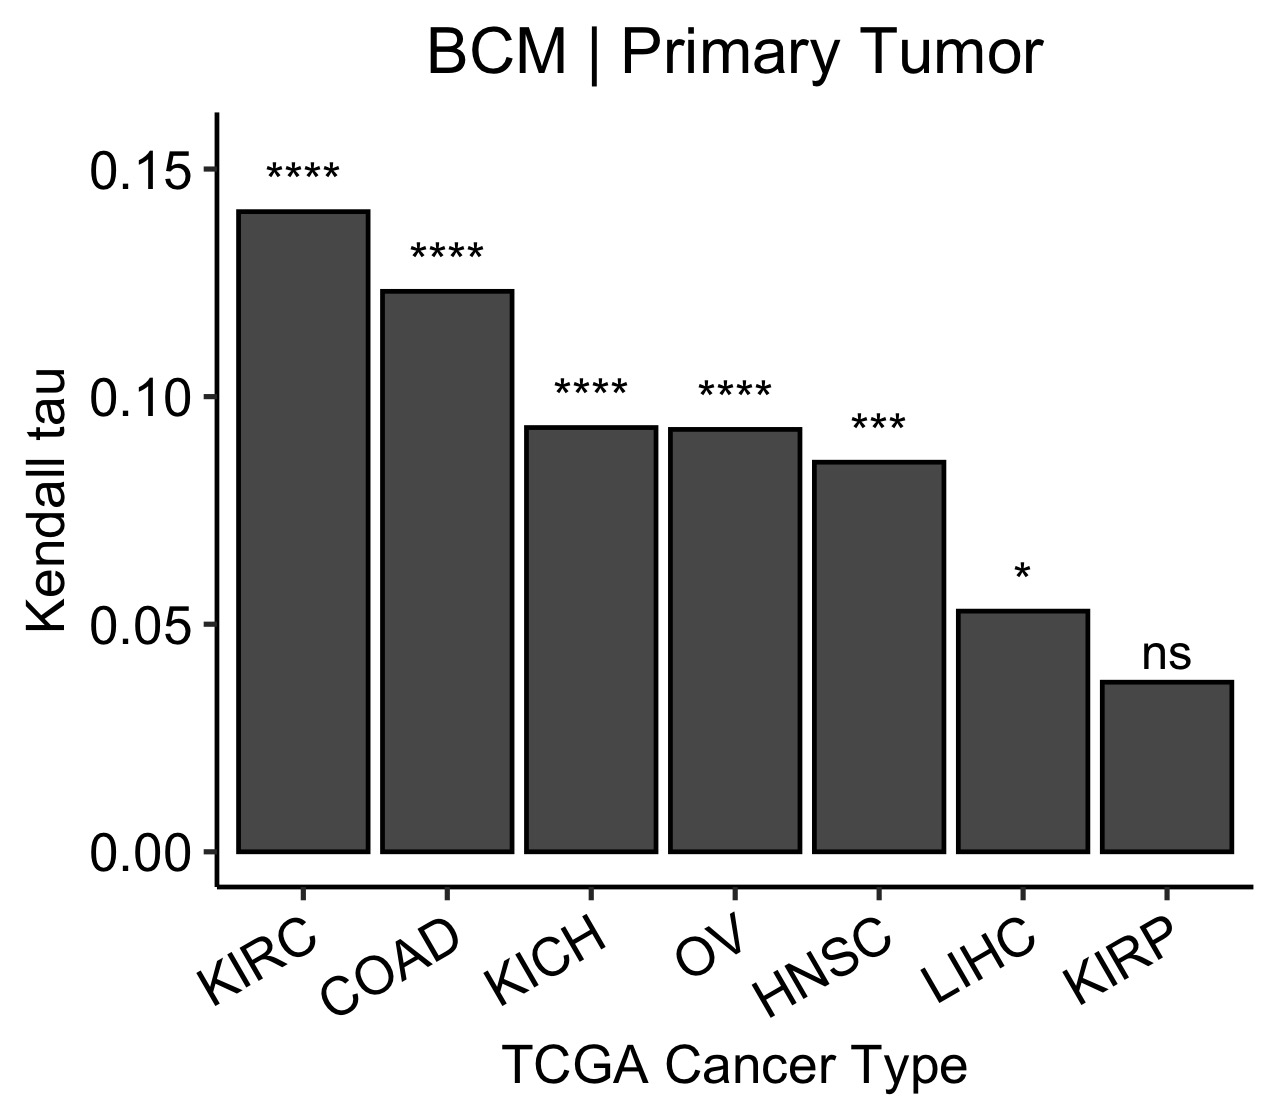 BCM | Primary Tumor
Kendall tau
0.15
0.10
0.05
0.00
****
****
****
****
***
*
ns
KIRC
COAD
KICH
OV
HNSC
LIHC
KIRP
TCGA Cancer Type